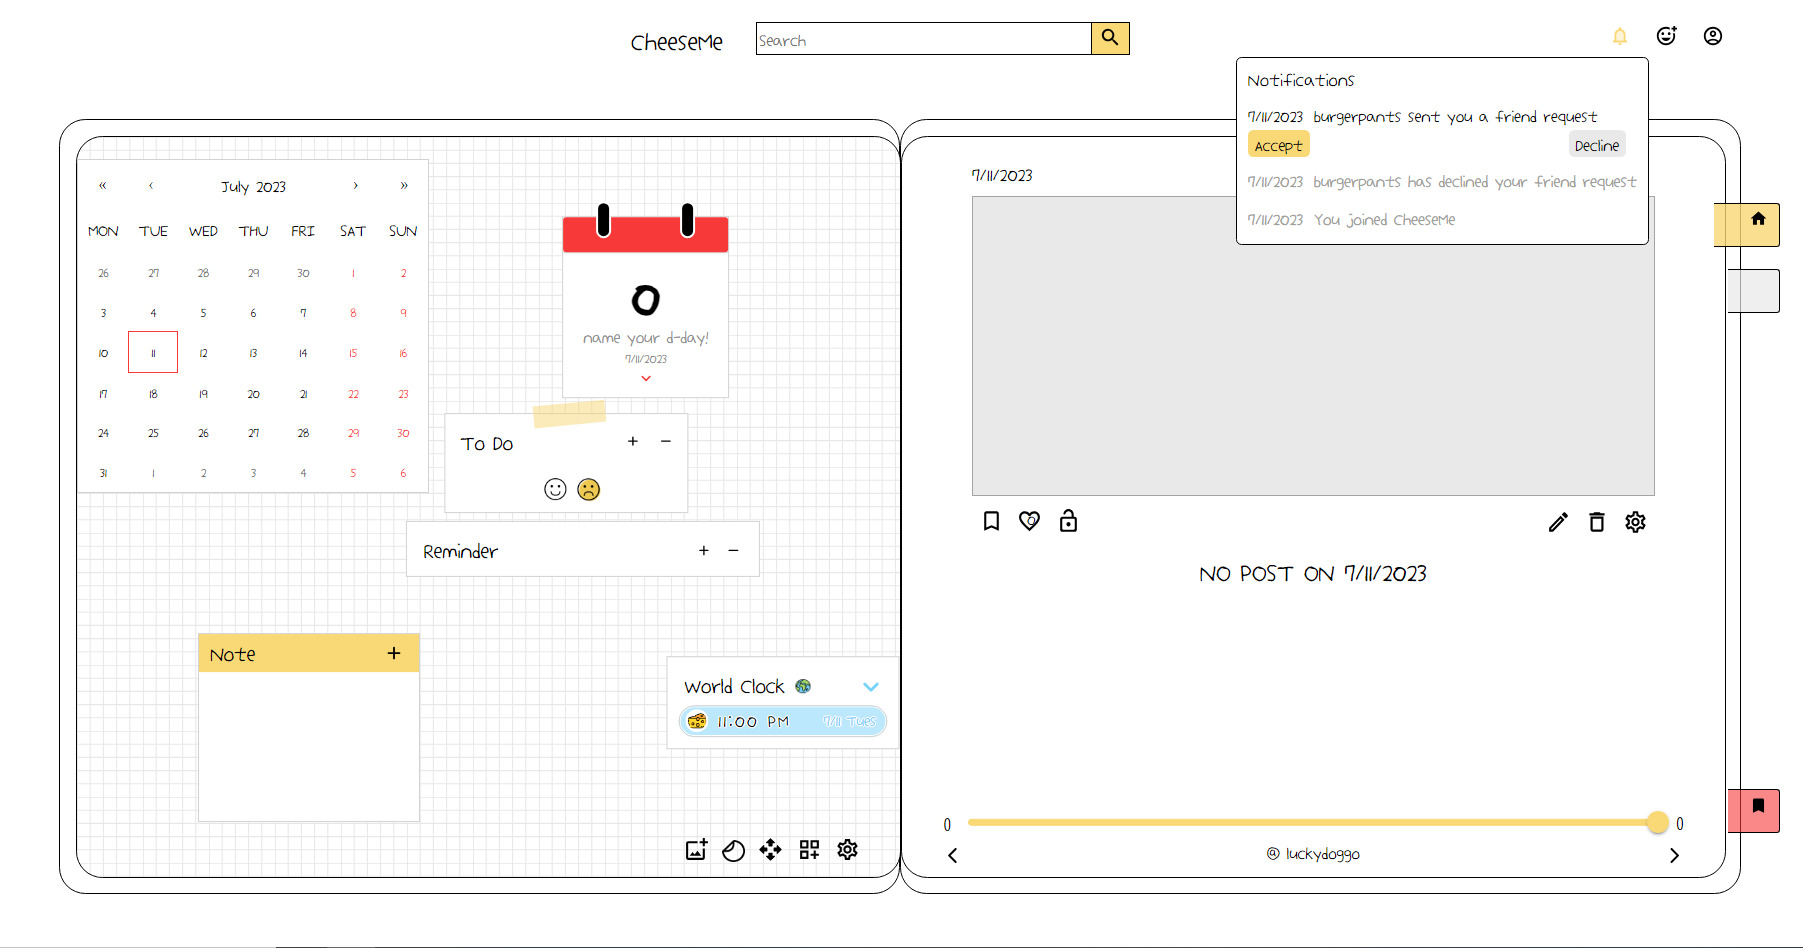 CheeseMe
Search
Notifications
7/11/2023 burgerpants sent you a friend request
Accept Decline
7/11/2023 burgerpants has declined your friend request
7/11/2023 You joined CheeseMe
« ‹ July 2023 › »
MON TUE WED THU FRI SAT SUN
26 27 28 29 30 1 2
3 4 5 6 7 8 9
10 11 12 13 14 15 16
17 18 19 20 21 22 23
24 25 26 27 28 29 30
31 1 2 3 4 5 6
0
name your d-day!
7/11/2023
To Do + −
Reminder + −
Note +
World Clock
11:00 PM 7/11 Tues
7/11/2023
0
NO POST ON 7/11/2023
0 0
@ luckydoggo